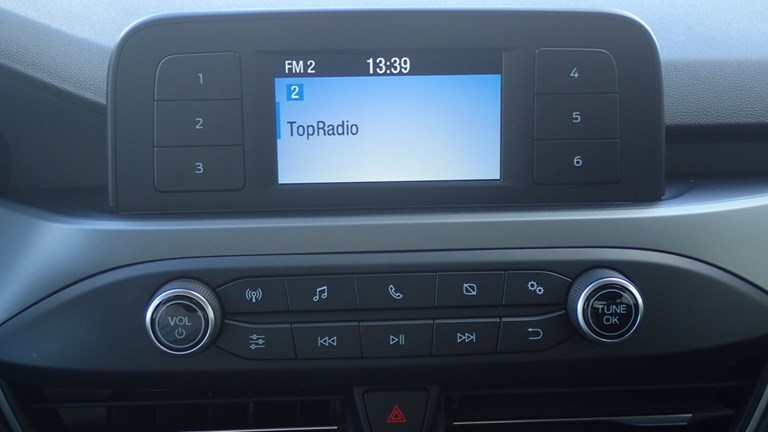 FM 2 13:39
2
TopRadio
1
2
3
4
5
6
VOL
TUNE
OK